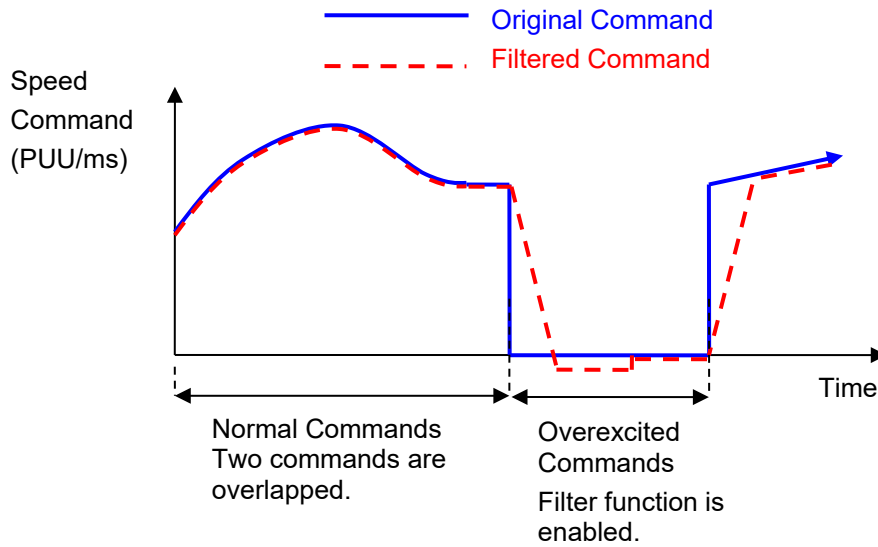 Original Command
Filtered Command
Speed
Command
(PUU/ms)
Time
Normal Commands
Two commands are
overlapped.
Overexcited
Commands
Filter function is
enabled.